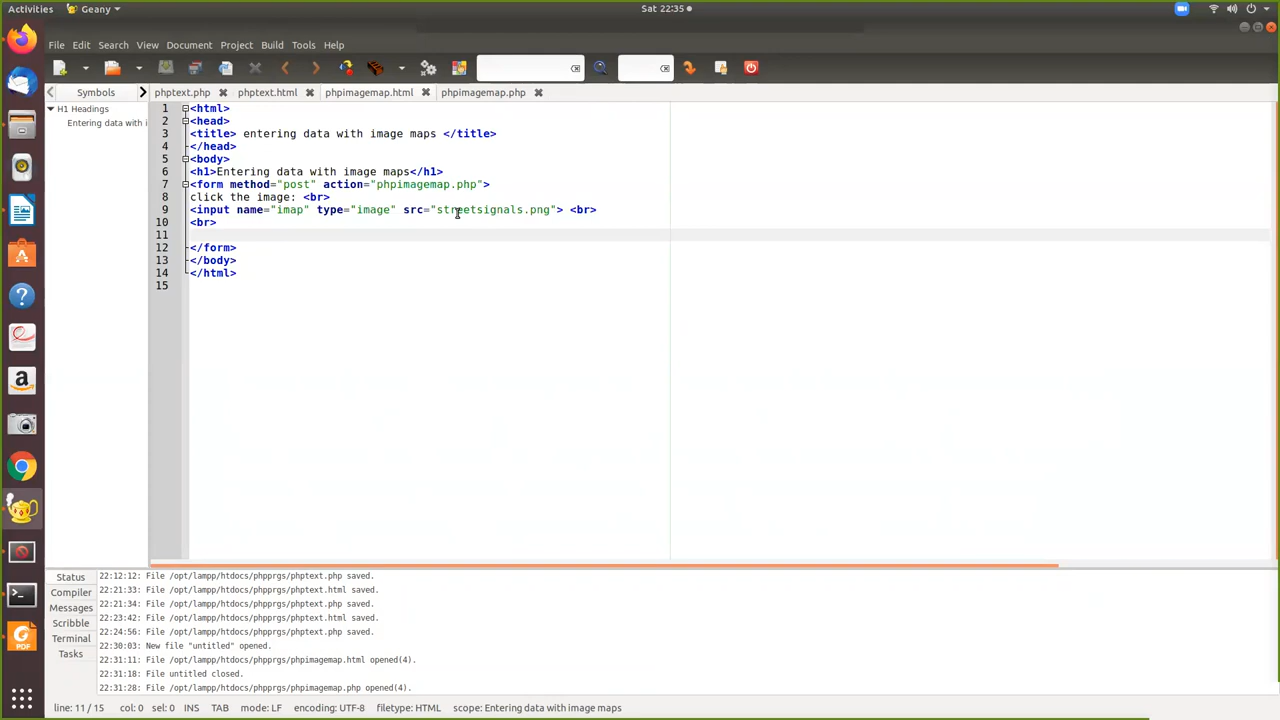 Activities
Geany
Sat 22:35
File Edit Search View Document Project Build Tools Help
Symbols
phptext.php
phptext.html
phpimagemap.html
phpimagemap.php
H1 Headings
Entering data with i
1 <html>
2 <head>
3 <title> entering data with image maps </title>
4 </head>
5 <body>
6 <h1>Entering data with image maps</h1>
7 <form method="post" action="phpimagemap.php">
8 click the image: <br>
9 <input name="imap" type="image" src="streetsignals.png"> <br>
10 <br>
11
12 </form>
13 </body>
14 </html>
15
Status
Compiler
Messages
Scribble
Terminal
Tasks
22:12:12: File /opt/lampp/htdocs/phpprgs/phptext.php saved.
22:21:33: File /opt/lampp/htdocs/phpprgs/phptext.html saved.
22:21:34: File /opt/lampp/htdocs/phpprgs/phptext.php saved.
22:23:42: File /opt/lampp/htdocs/phpprgs/phptext.html saved.
22:24:56: File /opt/lampp/htdocs/phpprgs/phptext.php saved.
22:30:03: New file "untitled" opened.
22:31:11: File /opt/lampp/htdocs/phpprgs/phpimagemap.html opened(4).
22:31:18: File untitled closed.
22:31:28: File /opt/lampp/htdocs/phpprgs/phpimagemap.php opened(4).
line: 11 / 15 col: 0 sel: 0 INS TAB mode: LF encoding: UTF-8 filetype: HTML scope: Entering data with image maps